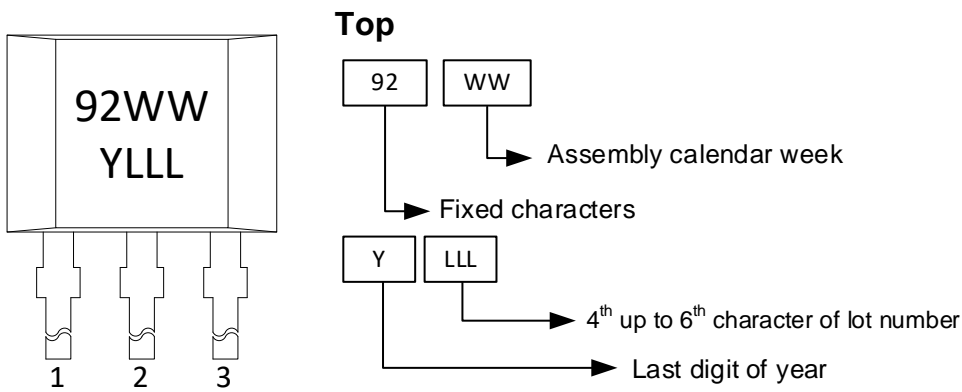 92WW
YLLL
1 2 3
Top
92 WW
Assembly calendar week
Fixed characters
Y LLL
4th up to 6th character of lot number
Last digit of year